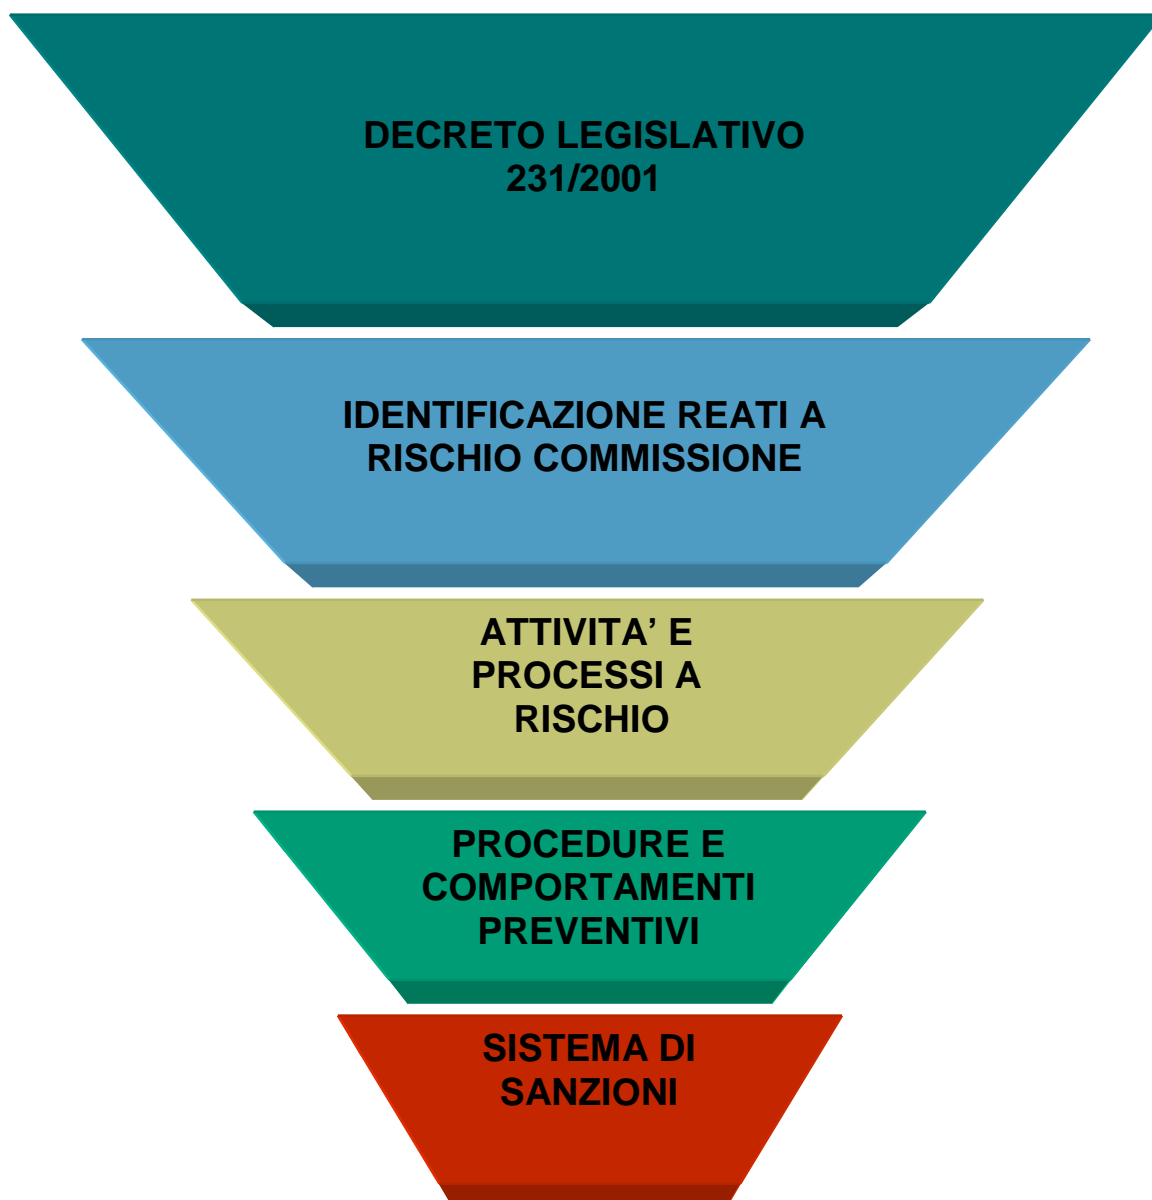 DECRETO LEGISLATIVO
231/2001
IDENTIFICAZIONE REATI A
RISCHIO COMMISSIONE
ATTIVITA’ E
PROCESSI A
RISCHIO
PROCEDURE E
COMPORTAMENTI
PREVENTIVI
SISTEMA DI
SANZIONI